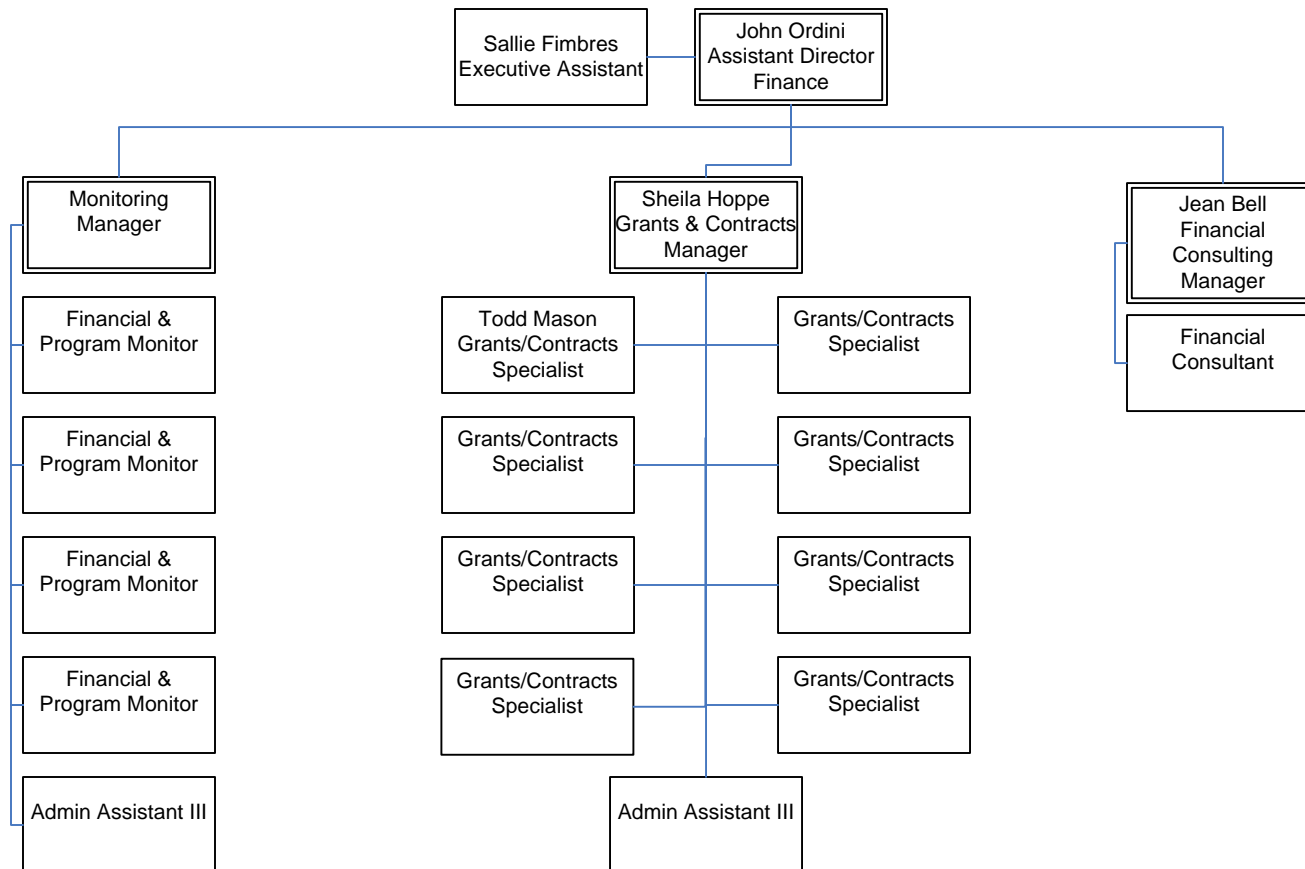 Sallie Fimbres
Executive Assistant
John Ordini
Assistant Director
Finance
Monitoring
Manager
Sheila Hoppe
Grants & Contracts
Manager
Jean Bell
Financial
Consulting
Manager
Financial &
Program Monitor
Todd Mason
Grants/Contracts
Specialist
Grants/Contracts
Specialist
Financial
Consultant
Financial &
Program Monitor
Grants/Contracts
Specialist
Grants/Contracts
Specialist
Financial &
Program Monitor
Grants/Contracts
Specialist
Grants/Contracts
Specialist
Financial &
Program Monitor
Grants/Contracts
Specialist
Grants/Contracts
Specialist
Admin Assistant III
Admin Assistant III